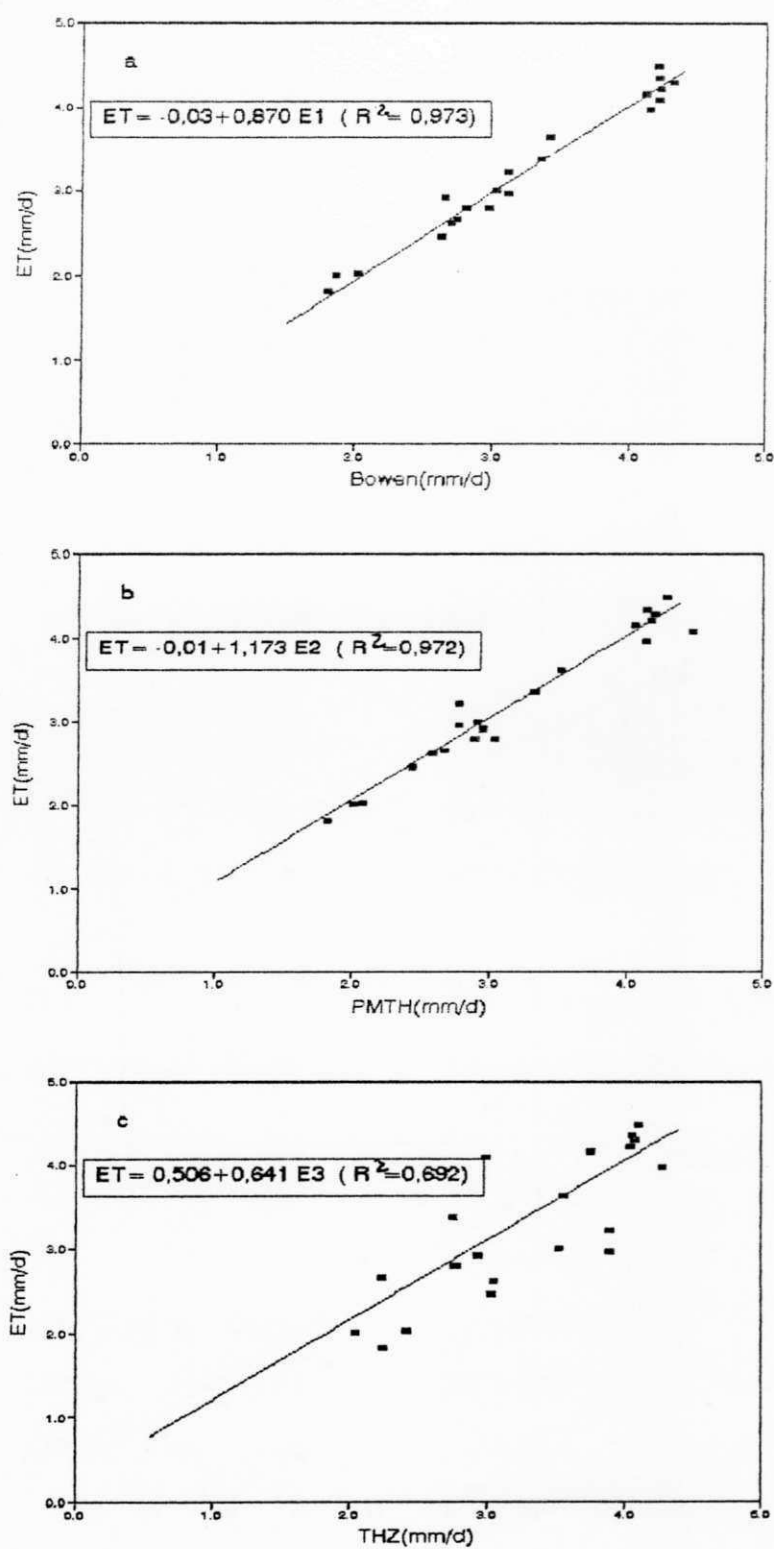 5.0
a
4.0
ET = -0,03+0,870 E1 ( R²= 0,973)
3.0
ET(mm/d)
2.0
1.0
0.0
0.0 1.0 2.0 3.0 4.0 5.0
Bowen(mm/d)
5.0
b
4.0
ET = -0,01+1,173 E2 ( R²=0,972)
3.0
ET(mm/d)
2.0
1.0
0.0
0.0 1.0 2.0 3.0 4.0 5.0
PMTH(mm/d)
5.0
c
4.0
ET = 0,506+0,641 E3 ( R²=0,692)
3.0
ET(mm/d)
2.0
1.0
0.0
0.0 1.0 2.0 3.0 4.0 5.0
THZ(mm/d)